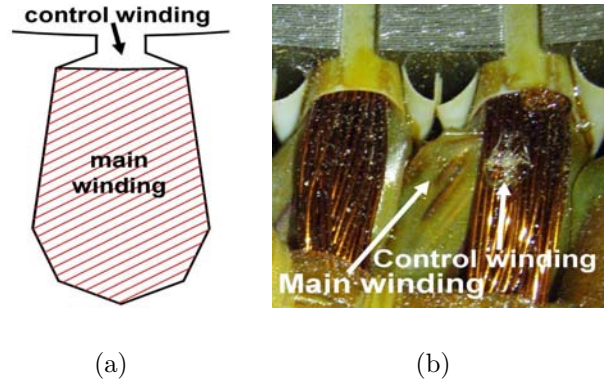 control winding
main
winding
Control winding
Main winding
(a)
(b)